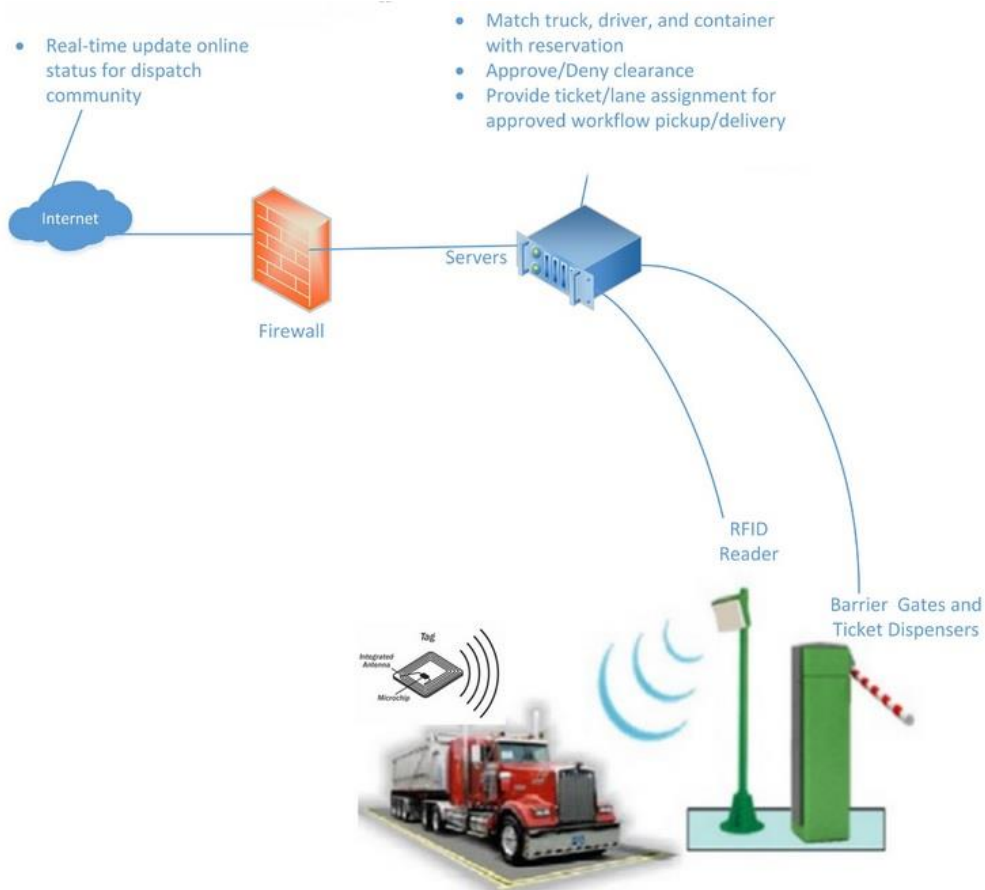 • Real-time update online
status for dispatch
community
• Match truck, driver, and container
with reservation
• Approve/Deny clearance
• Provide ticket/lane assignment for
approved workflow pickup/delivery
Internet
Servers
Firewall
RFID
Reader
Barrier Gates and
Ticket Dispensers
Tag
Integrated
Antenna
Microchip